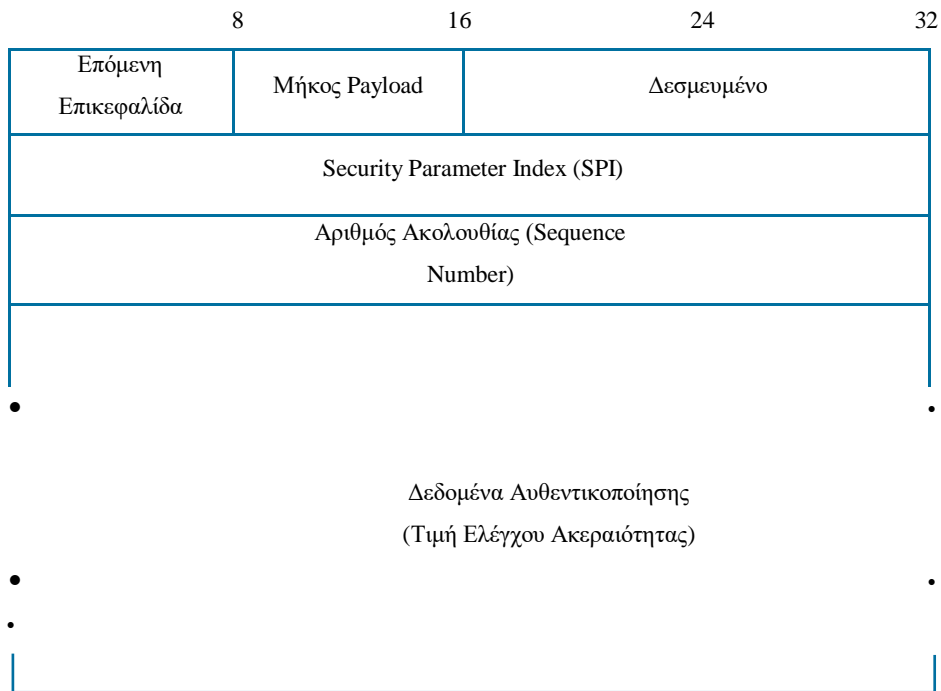 8 16 24 32
Επόμενη
Επικεφαλίδα
Μήκος Payload
Δεσμευμένο
Security Parameter Index (SPI)
Αριθμός Ακολουθίας (Sequence
Number)
Δεδομένα Αυθεντικοποίησης
(Τιμή Ελέγχου Ακεραιότητας)